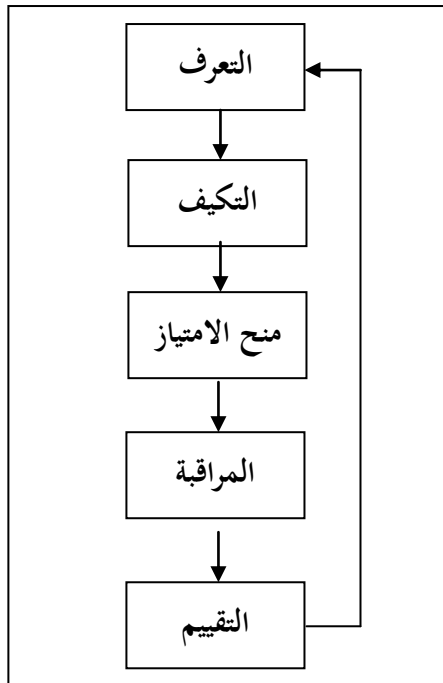 التعرف
التكيف
منح الامتياز
المراقبة
التقييم